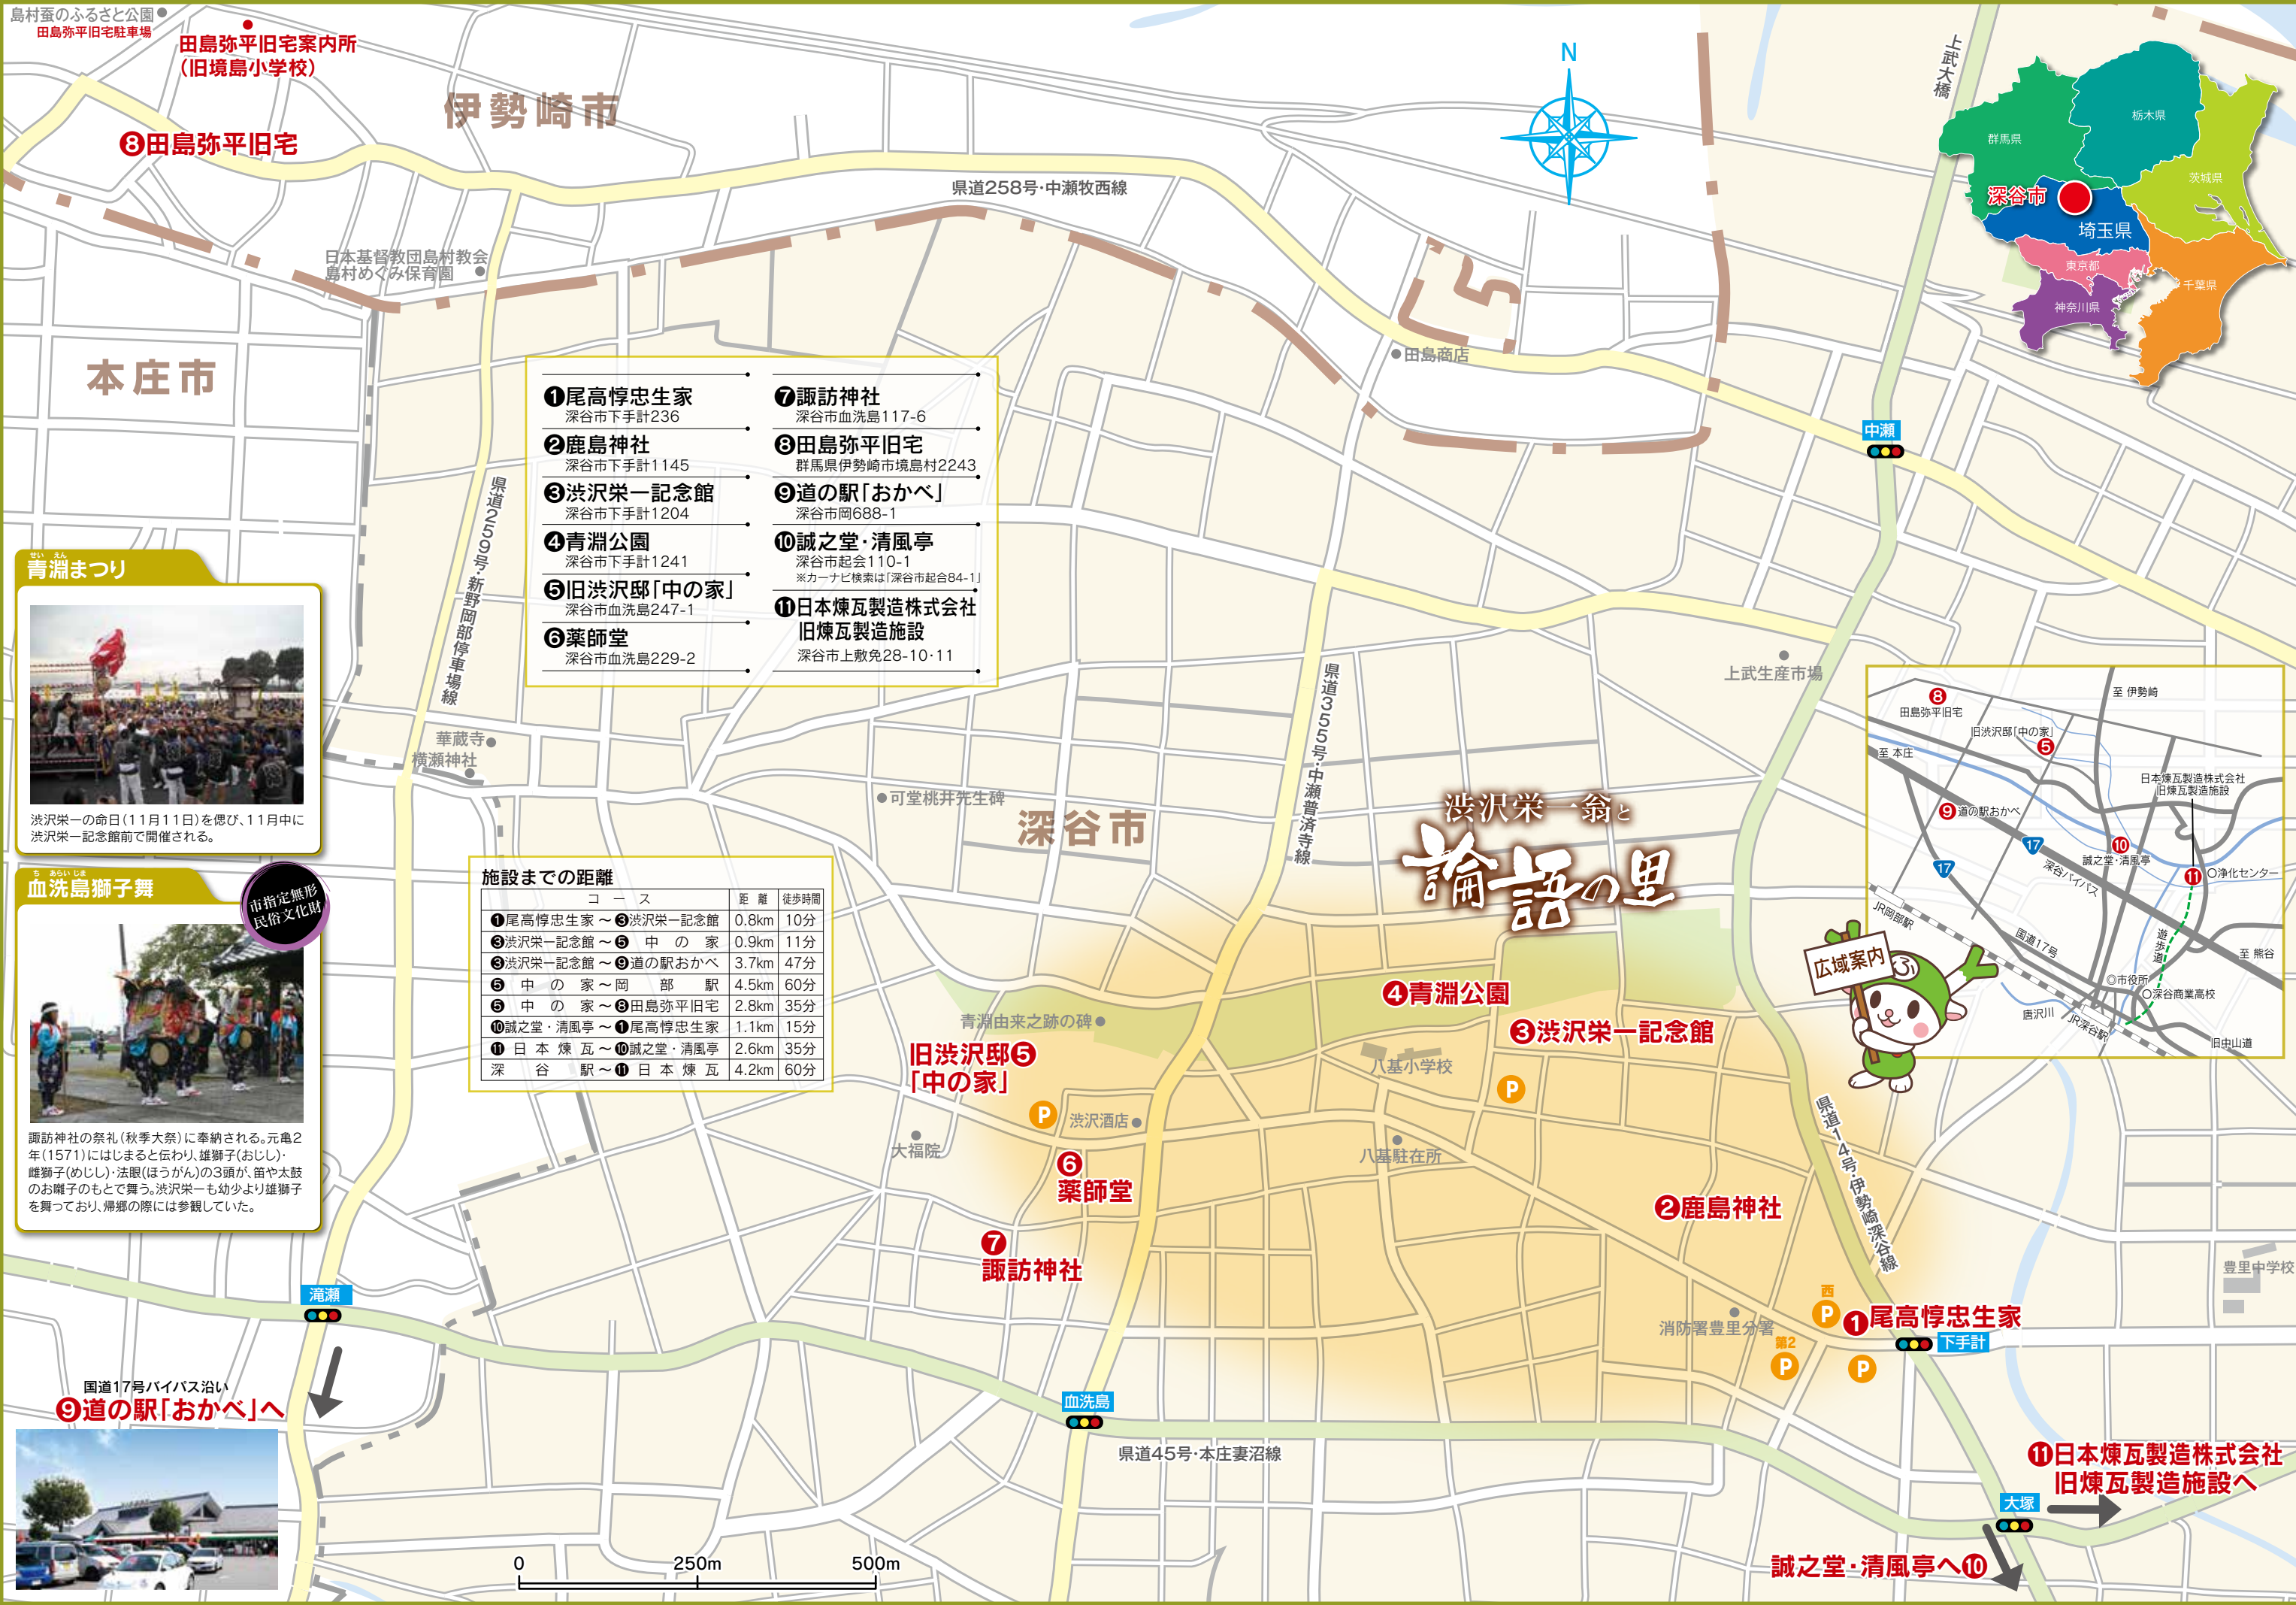 島村蚕のふるさと公園
田島弥平旧宅駐車場
田島弥平旧宅案内所
(旧境島小学校)
伊勢崎市
❽田島弥平旧宅
県道258号・中瀬牧西線
日本基督教団島村教会
島村めぐみ保育園
本庄市
N
上武大橋
群馬県
栃木県
茨城県
深谷市
埼玉県
東京都
千葉県
神奈川県
田島商店
中瀬
❶尾高惇忠生家
深谷市下手計236
❷鹿島神社
深谷市下手計1145
❸渋沢栄一記念館
深谷市下手計1204
❹青淵公園
深谷市下手計1241
❺旧渋沢邸「中の家」
深谷市血洗島247-1
❻薬師堂
深谷市血洗島229-2
❼諏訪神社
深谷市血洗島117-6
❽田島弥平旧宅
群馬県伊勢崎市境島村2243
❾道の駅「おかべ」
深谷市岡688-1
❿誠之堂・清風亭
深谷市起会110-1
※カーナビ検索は「深谷市起会84-1」
⓫日本煉瓦製造株式会社
旧煉瓦製造施設
深谷市上敷免28-10・11
県道259号・新野岡部停車場線
せい えん
青淵まつり
渋沢栄一の命日(11月11日)を偲び、11月中に
渋沢栄一記念館前で開催される。
ち あらい じま
血洗島獅子舞
市指定無形
民俗文化財
諏訪神社の祭礼(秋季大祭)に奉納される。元亀2
年(1571)にはじまると伝わり、雄獅子(おじし)・
雌獅子(めじし)・法眼(ほうがん)の3頭が、笛や太鼓
のお囃子のもとで舞う。渋沢栄一も幼少より雄獅子
を舞っており、帰郷の際には参観していた。
華蔵寺
横瀬神社
可堂桃井先生碑
深谷市
県道355号・中瀬普済寺線
上武生産市場
渋沢栄一翁と
論語の里
施設までの距離
コース 距離 徒歩時間
❶尾高惇忠生家～❸渋沢栄一記念館 0.8km 10分
❸渋沢栄一記念館～❺中の家 0.9km 11分
❸渋沢栄一記念館～❾道の駅おかべ 3.7km 47分
❺中の家～岡部駅 4.5km 60分
❺中の家～❽田島弥平旧宅 2.8km 35分
❿誠之堂・清風亭～❶尾高惇忠生家 1.1km 15分
⓫日本煉瓦～❿誠之堂・清風亭 2.6km 35分
深谷駅～⓫日本煉瓦 4.2km 60分
❽
田島弥平旧宅
至 伊勢崎
旧渋沢邸「中の家」
❺
至 本庄
日本煉瓦製造株式会社
旧煉瓦製造施設
❾道の駅おかべ
17
17
❿
誠之堂・清風亭
⓫
浄化センター
深谷バイパス
JR岡部駅
国道17号
遊歩道
至 熊谷
◎市役所
深谷商業高校
唐沢川
JR深谷駅
旧中山道
広域案内
ふ
❹青淵公園
❸渋沢栄一記念館
青淵由来之跡の碑
旧渋沢邸❺
「中の家」
八基小学校
P
P
渋沢酒店
大福院
八基駐在所
❻
薬師堂
❼
諏訪神社
❷鹿島神社
県道14号・伊勢崎深谷線
豊里中学校
滝瀬
西
P
❶尾高惇忠生家
消防署豊里分署
下手計
第2
P
P
国道17号バイパス沿い
❾道の駅「おかべ」へ
血洗島
県道45号・本庄妻沼線
⓫日本煉瓦製造株式会社
旧煉瓦製造施設へ
大塚
誠之堂・清風亭へ❿
0 250m 500m